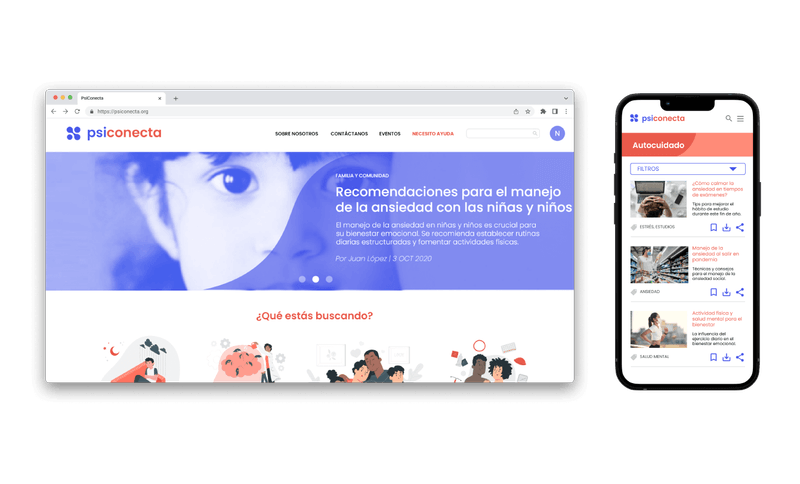 PsiConecta
https://psiconecta.org
psiconecta
SOBRE NOSOTROS
CONTÁCTANOS
EVENTOS
NECESITO AYUDA
N
FAMILIA Y COMUNIDAD
Recomendaciones para el manejo
de la ansiedad con las niñas y niños
El manejo de la ansiedad en niñas y niños es crucial para
su bienestar emocional. Se recomienda establecer rutinas
diarias estructurados y fomentar actividades físicas.
Por Juan López | 3 OCT 2020
¿Qué estás buscando?
psiconecta
Autocuidado
FILTROS
¿Cómo calmar la
ansiedad en tiempos
de exámenes?
Tips para mejorar el
hábito de estudio
durante este fin de año.
ESTRÉS, ESTUDIOS
Manejo de la
ansiedad al salir en
pandemia
Técnicas y consejos
para el manejo de la
ansiedad social.
ANSIEDAD
Actividad física y
salud mental para el
bienestar
La influencia del
ejercicio diario en el
bienestar emocional.
SALUD MENTAL